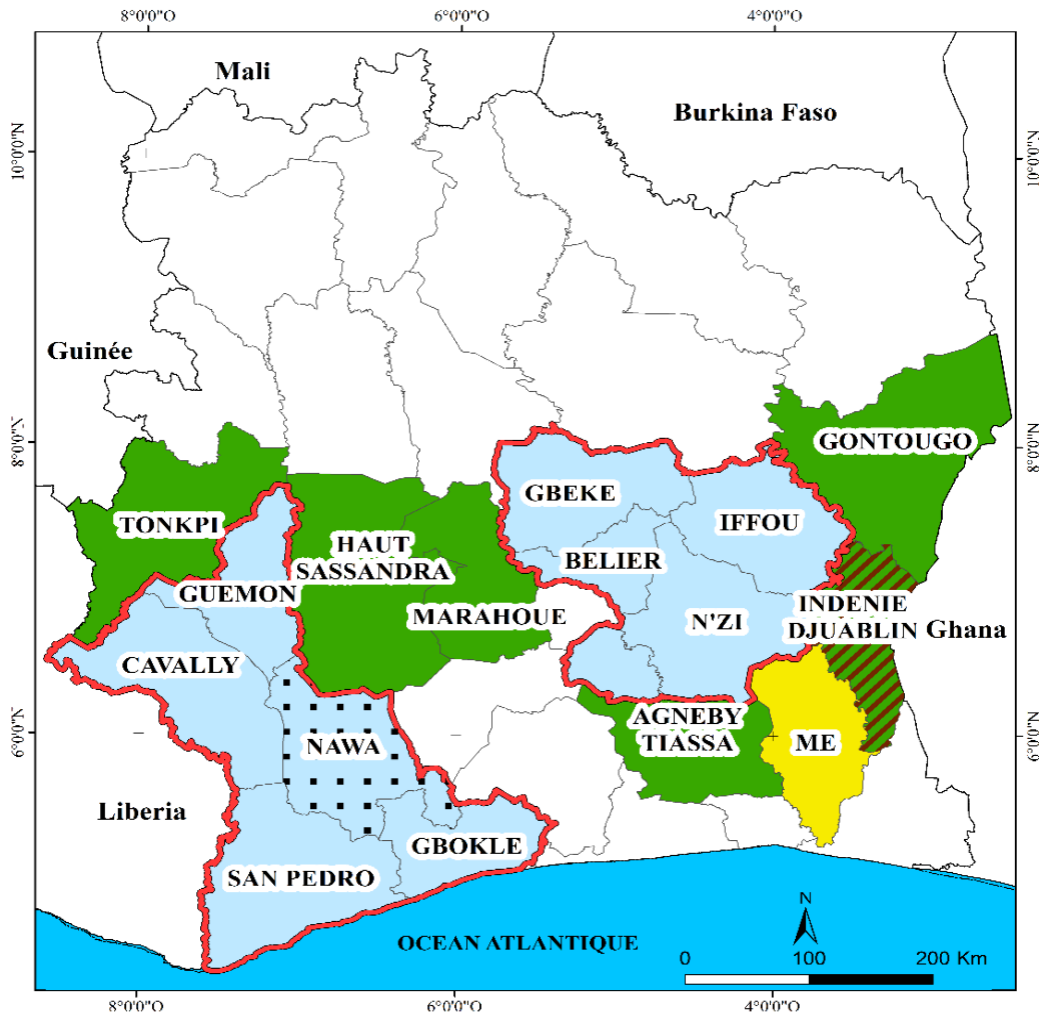 8°0'0"O 6°0'0"O 4°0'0"O
Mali
Burkina Faso
10°0'0"N
10°0'0"N
Guinée
8°0'0"N
8°0'0"N
GONTOUGO
GBEKE
TONKPI
IFFOU
HAUT
SASSANDRA
BELIER
GUEMON
MARAHOUE
N'ZI
INDENIE
DJUABLIN
Ghana
CAVALLY
AGNEBY
TIASSA
ME
NAWA
6°0'0"N
6°0'0"N
Liberia
GBOKLE
SAN PEDRO
N
OCEAN ATLANTIQUE
0 100 200 Km
8°0'0"O 6°0'0"O 4°0'0"O